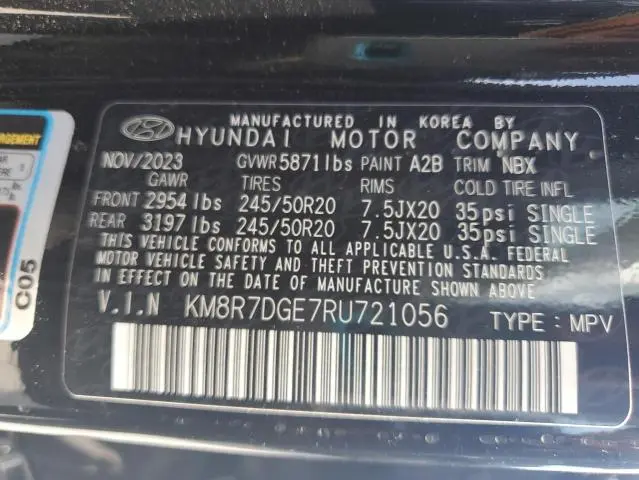 MANUFACTURED IN KOREA BY
HYUNDAI MOTOR COMPANY
NOV/2023 GVWR 5871 lbs PAINT A2B TRIM NBX
GAWR TIRES RIMS COLD TIRE INFL
FRONT 2954 lbs 245/50R20 7.5JX20 35psi SINGLE
REAR 3197 lbs 245/50R20 7.5JX20 35psi SINGLE
THIS VEHICLE CONFORMS TO ALL APPLICABLE U.S.A. FEDERAL
MOTOR VEHICLE SAFETY AND THEFT PREVENTION STANDARDS
IN EFFECT ON THE DATE OF MANUFACTURE SHOWN ABOVE.
V.I.N KM8R7DGE7RU721056 TYPE : MPV
C05